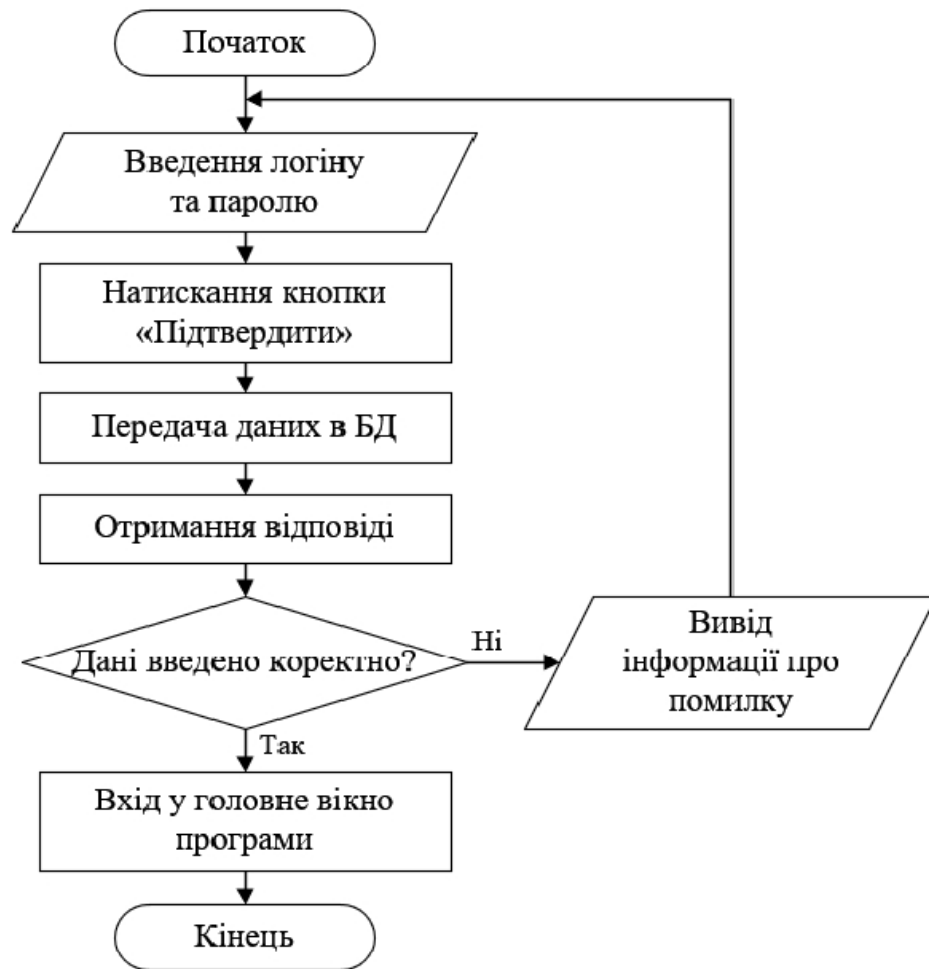 Початок
Введення логіну
та паролю
Натискання кнопки
«Підтвердити»
Передача даних в БД
Отримання відповіді
Дані введено коректно?
Ні
Вивід
інформації про
помилку
Так
Вхід у головне вікно
програми
Кінець